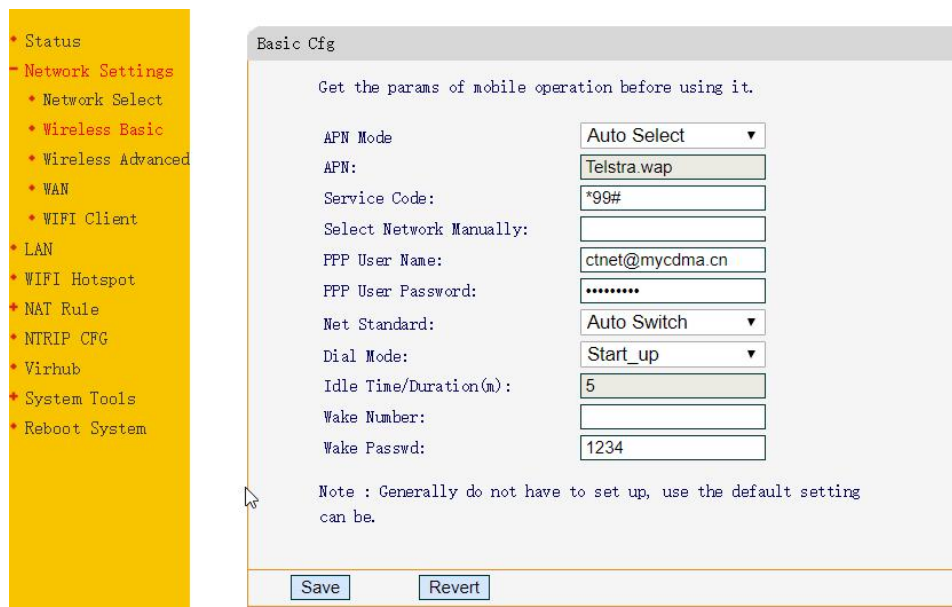 Status
Network Settings
Network Select
Wireless Basic
Wireless Advanced
WAN
WIFI Client
LAN
WIFI Hotspot
NAT Rule
NTRIP CFG
Virhub
System Tools
Reboot System
Basic Cfg
Get the params of mobile operation before using it.
APN Mode Auto Select
APN: Telstra.wap
Service Code: *99#
Select Network Manually:
PPP User Name: ctnet@mycdma.cn
PPP User Password: •••••••••
Net Standard: Auto Switch
Dial Mode: Start_up
Idle Time/Duration(m): 5
Wake Number:
Wake Passwd: 1234
Note : Generally do not have to set up, use the default setting
can be.
Save Revert